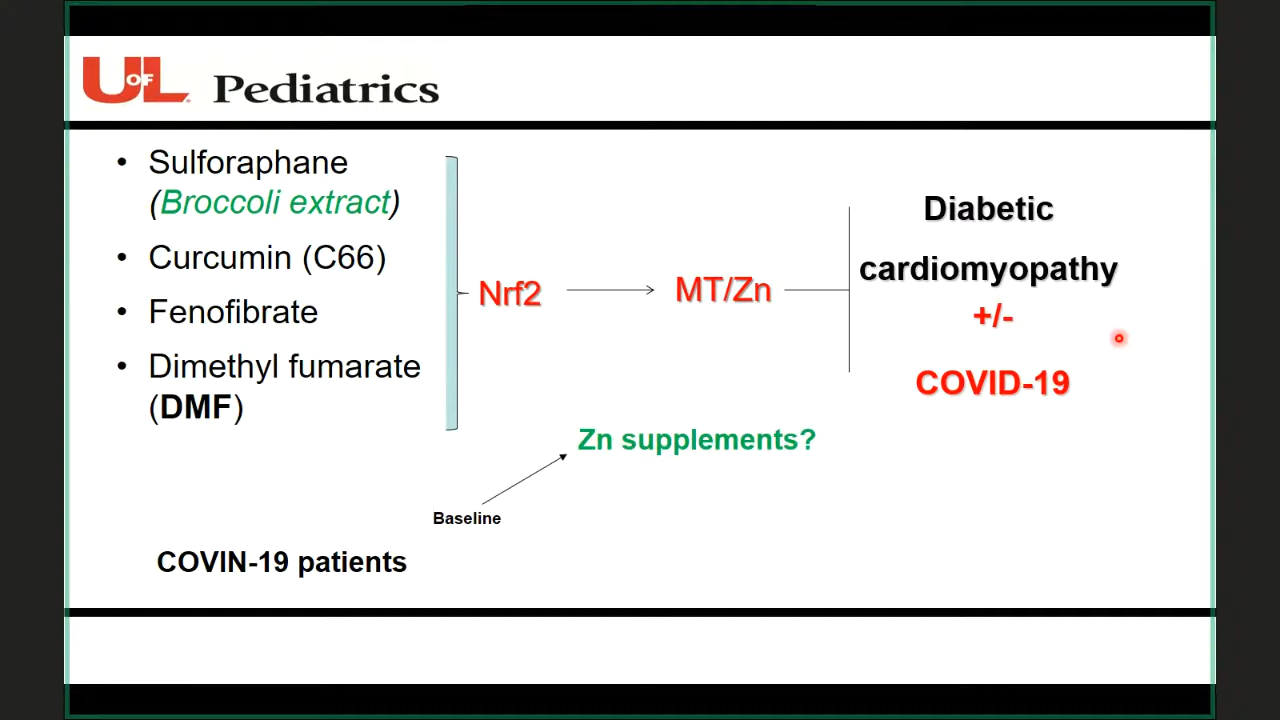 UofL Pediatrics
• Sulforaphane
(Broccoli extract)
• Curcumin (C66)
• Fenofibrate
• Dimethyl fumarate
(DMF)
Nrf2
MT/Zn
Diabetic
cardiomyopathy
+/-
COVID-19
Zn supplements?
Baseline
COVIN-19 patients